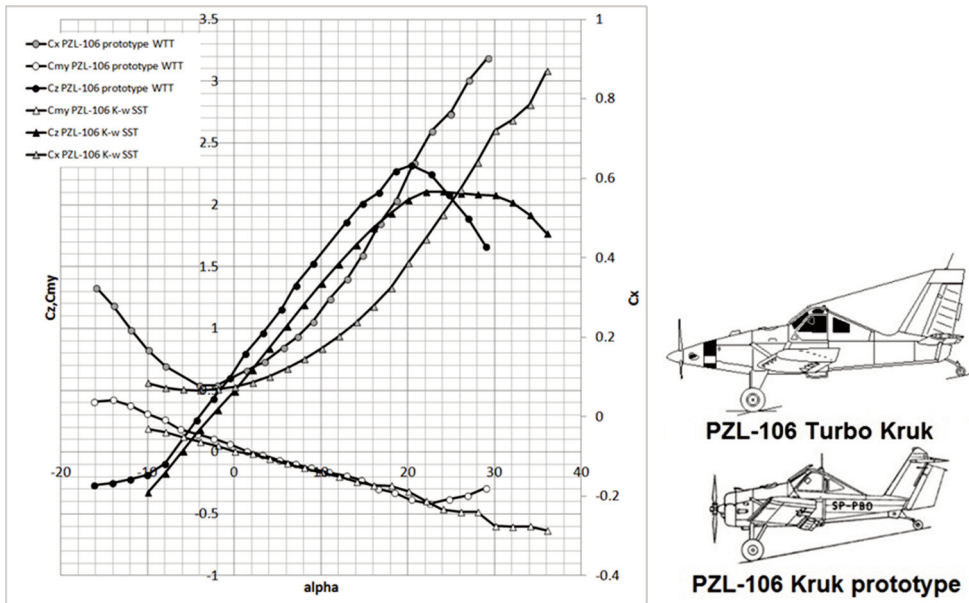 Cx PZL-106 prototype WTT
Cmy PZL-106 prototype WTT
Cz PZL-106 prototype WTT
Cmy PZL-106 K-w SST
Cz PZL-106 K-w SST
Cx PZL-106 K-w SST
3.5
3
2.5
2
1.5
1
0
-0.5
-1
Cz,Cmy
-20
-10
0
10
20
30
40
alpha
1
0.8
0.6
0.4
0.2
0
-0.2
-0.4
Cx
PZL-106 Turbo Kruk
SP-PBD
PZL-106 Kruk prototype